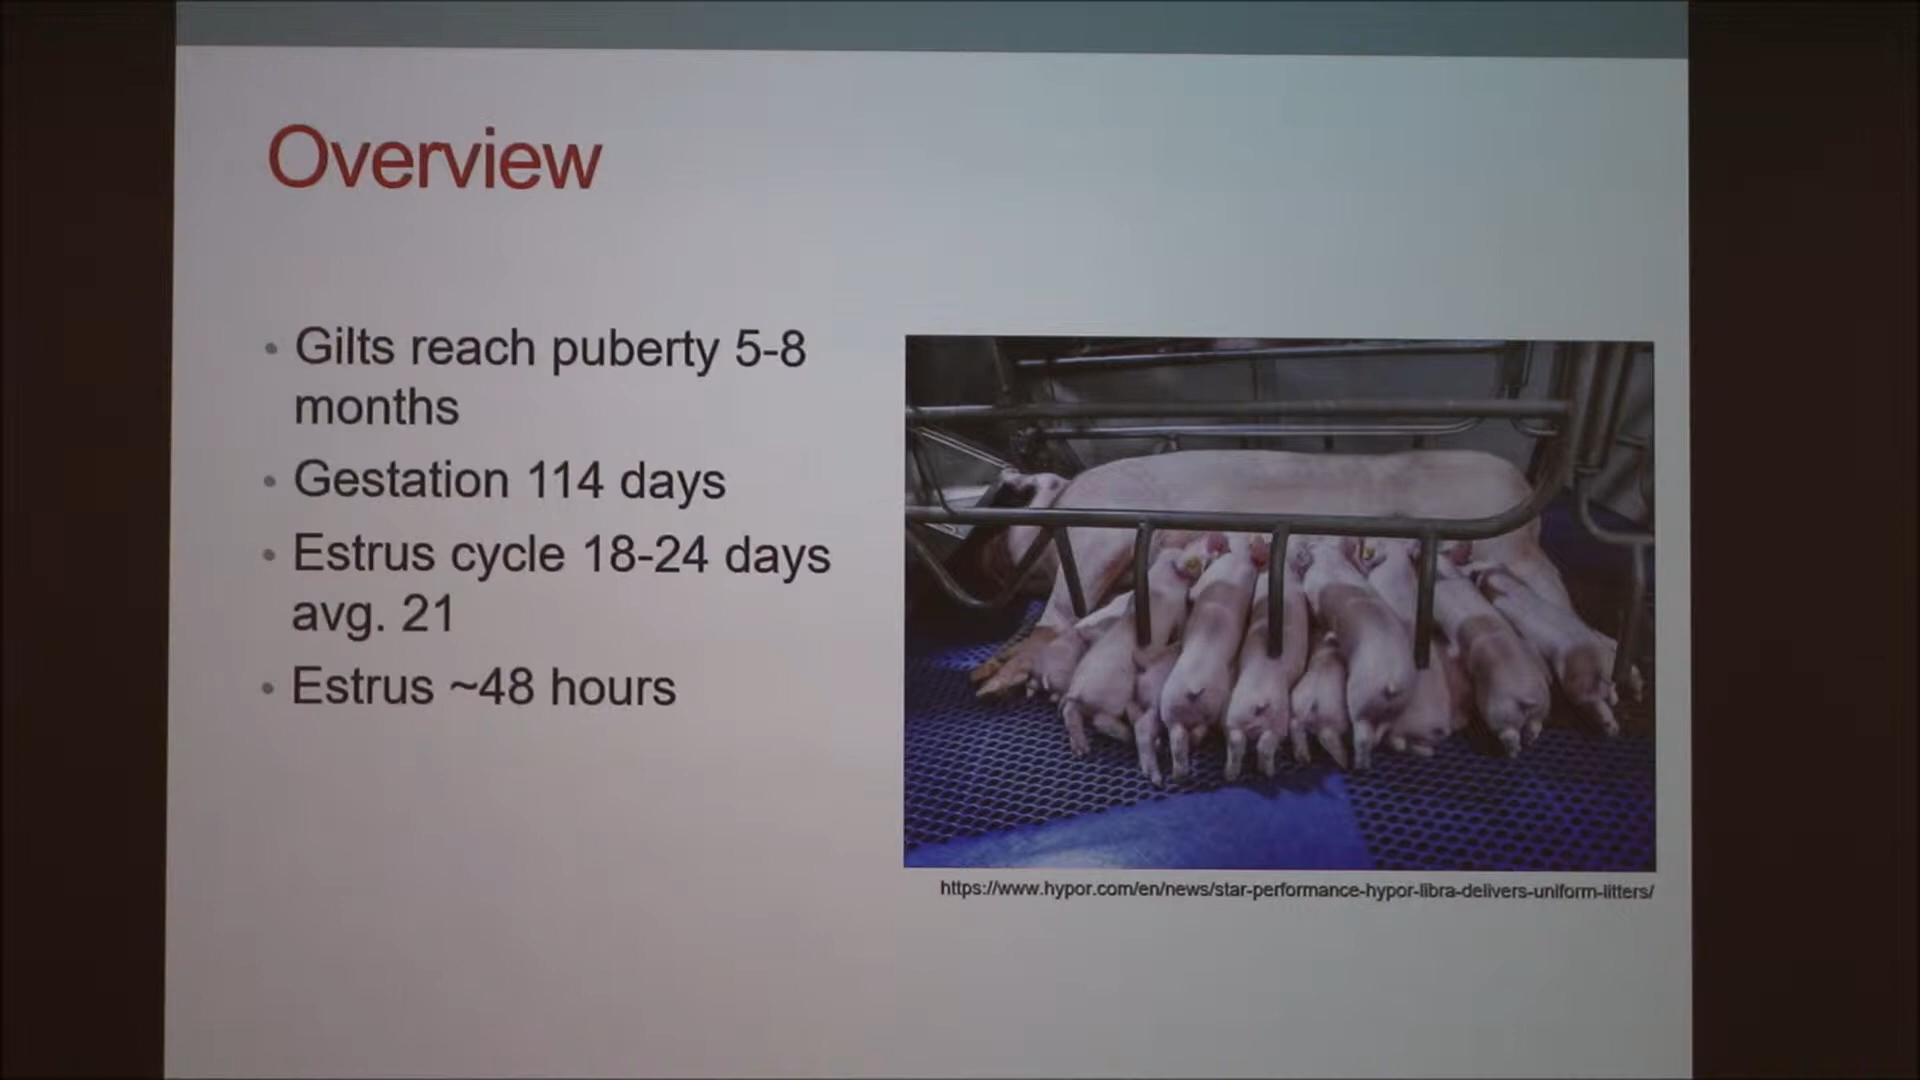 Overview
• Gilts reach puberty 5-8
months
• Gestation 114 days
• Estrus cycle 18-24 days
avg. 21
• Estrus ~48 hours
https://www.hypor.com/en/news/star-performance-hypor-libra-delivers-uniform-litters/